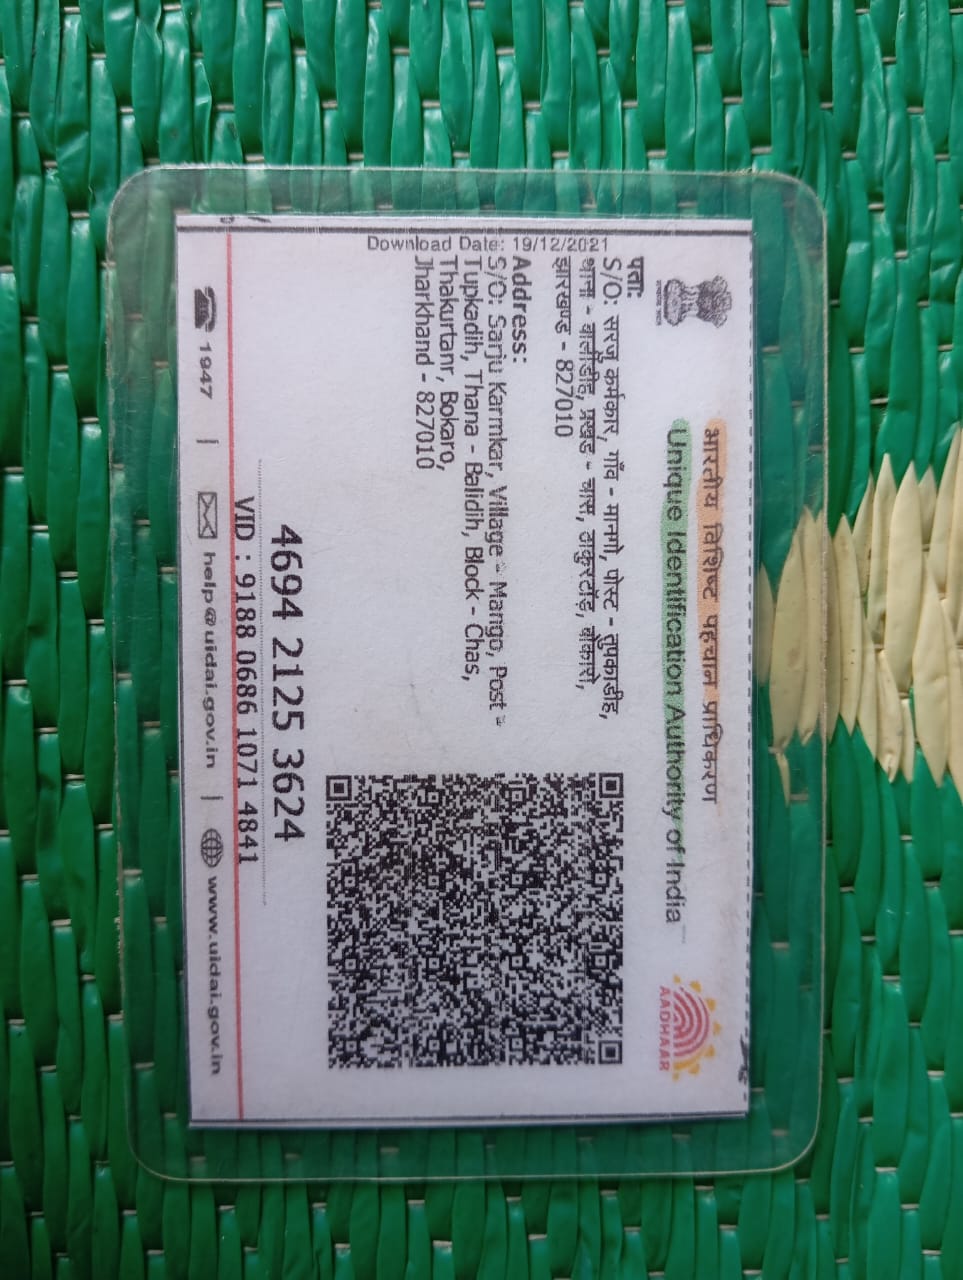 भारतीय विशिष्ट पहचान प्राधिकरण
Unique Identification Authority of India
AADHAAR
Download Date: 19/12/2021
पता:
S/O: सरजू कर्मकार, गाँव - मानगो, पोस्ट - तुपकाडीह,
थाना - बालीडीह, प्रखंड - चास, ठाकुरटांड, बोकारो,
झारखण्ड - 827010
Address:
S/O: Sarju Karmkar, Village - Mango, Post -
Tupkadih, Thana - Balidih, Block - Chas,
Thakurtanr, Bokaro,
Jharkhand - 827010
4694 2125 3624
VID : 9188 0686 1071 4841
1947 | help@uidai.gov.in | www.uidai.gov.in